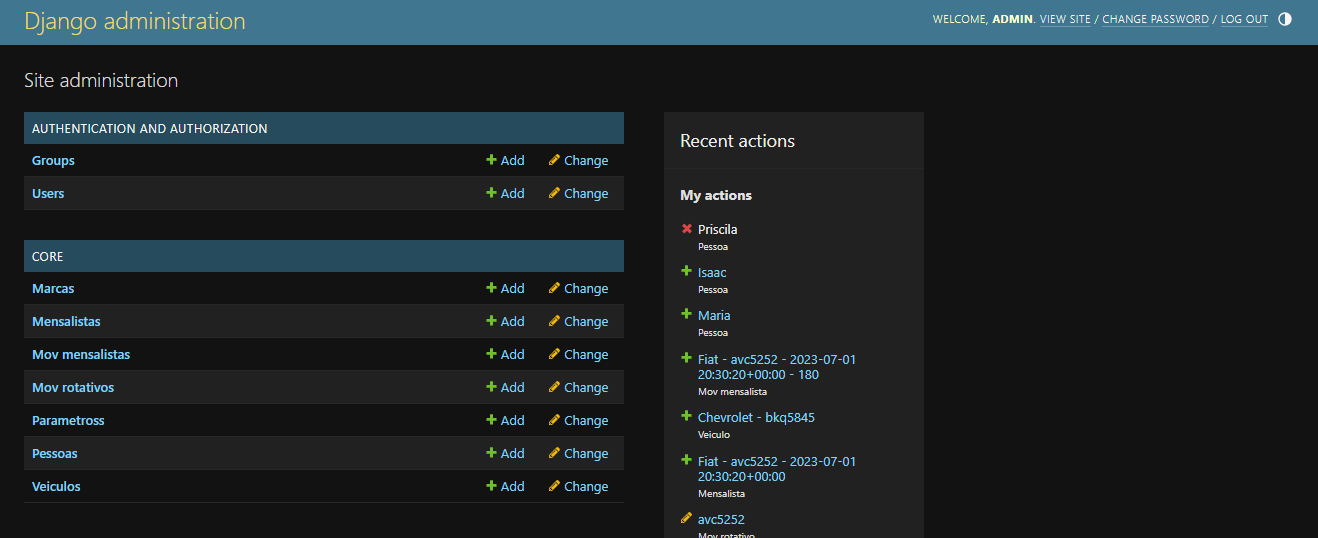 Django administration
WELCOME, ADMIN. VIEW SITE / CHANGE PASSWORD / LOG OUT
Site administration
AUTHENTICATION AND AUTHORIZATION
Groups Add Change
Users Add Change
CORE
Marcas Add Change
Mensalistas Add Change
Mov mensalistas Add Change
Mov rotativos Add Change
Parametross Add Change
Pessoas Add Change
Veiculos Add Change
Recent actions
My actions
Priscila
Pessoa
Isaac
Pessoa
Maria
Pessoa
Fiat - avc5252 - 2023-07-01
20:30:20+00:00 - 180
Mov mensalista
Chevrolet - bkq5845
Veiculo
Fiat - avc5252 - 2023-07-01
20:30:20+00:00
Mensalista
avc5252
Mov rotativo